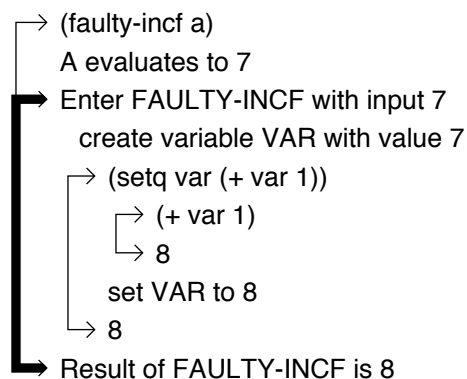 (faulty-incf a)
A evaluates to 7
Enter FAULTY-INCF with input 7
create variable VAR with value 7
(setq var (+ var 1))
(+ var 1)
8
set VAR to 8
8
Result of FAULTY-INCF is 8